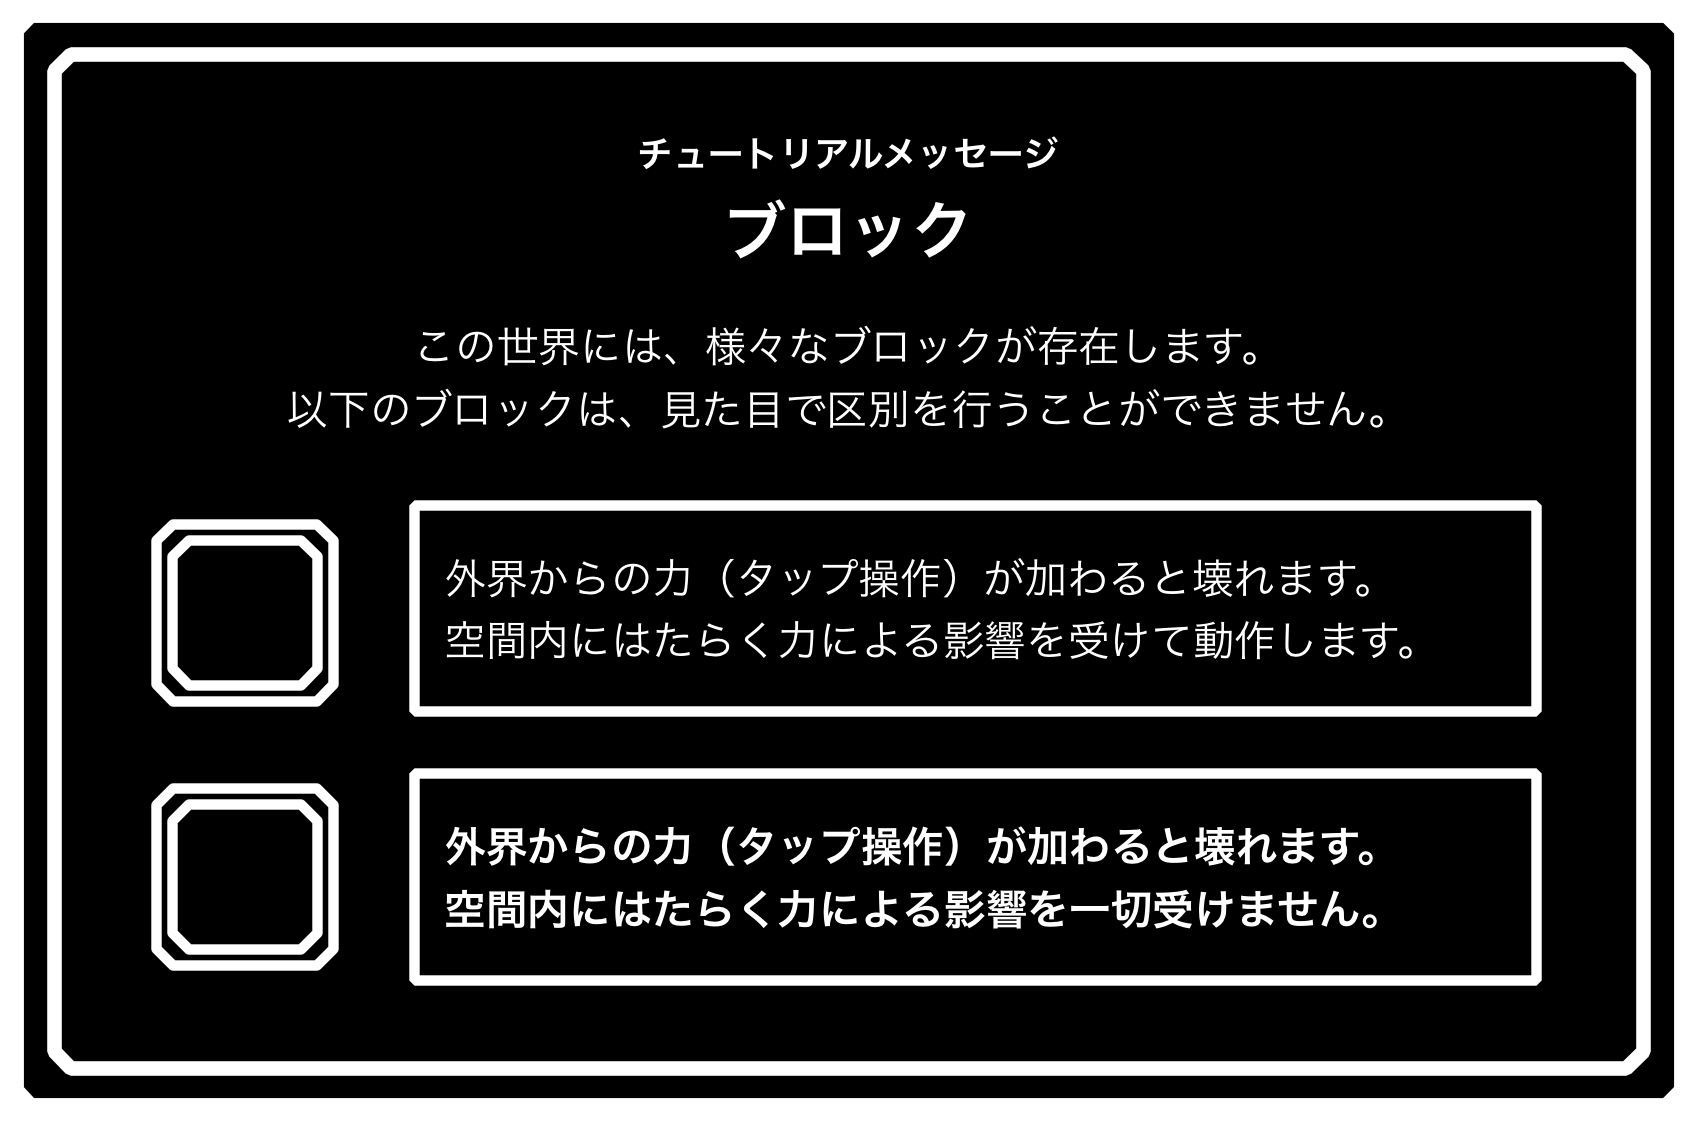 チュートリアルメッセージ
ブロック
この世界には、様々なブロックが存在します。
以下のブロックは、見た目で区別を行うことができません。
外界からの力（タップ操作）が加わると壊れます。
空間内にはたらく力による影響を受けて動作します。
外界からの力（タップ操作）が加わると壊れます。
空間内にはたらく力による影響を一切受けません。